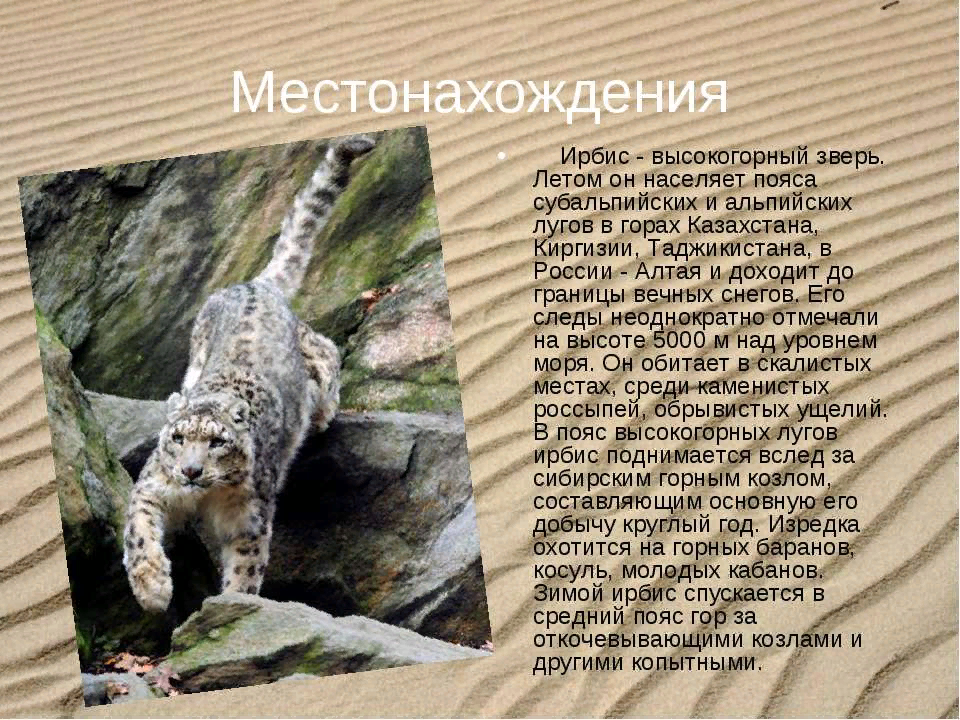 Местонахождения
• Ирбис - высокогорный зверь.
Летом он населяет пояса
субальпийских и альпийских
лугов в горах Казахстана,
Киргизии, Таджикистана, в
России - Алтая и доходит до
границы вечных снегов. Его
следы неоднократно отмечали
на высоте 5000 м над уровнем
моря. Он обитает в скалистых
местах, среди каменистых
россыпей, обрывистых ущелий.
В пояс высокогорных лугов
ирбис поднимается вслед за
сибирским горным козлом,
составляющим основную его
добычу круглый год. Изредка
охотится на горных баранов,
косуль, молодых кабанов.
Зимой ирбис спускается в
средний пояс гор за
откочевывающими козлами и
другими копытными.